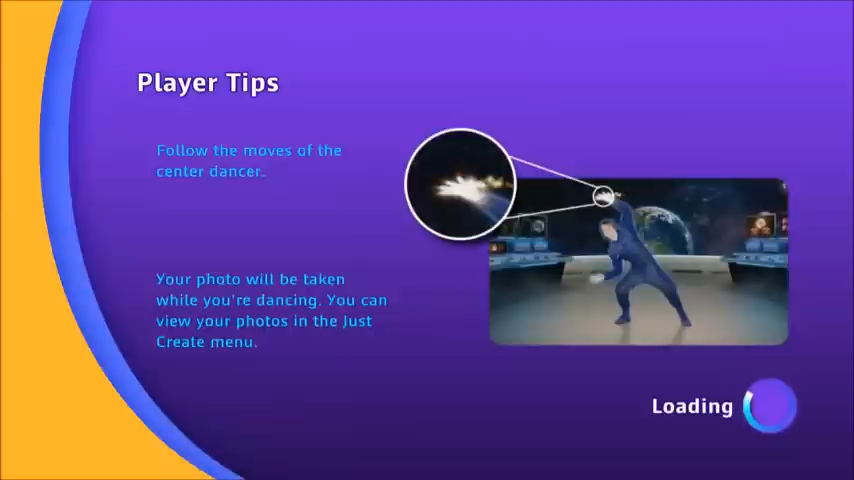 Player Tips
Follow the moves of the
center dancer.
Your photo will be taken
while you're dancing. You can
view your photos in the Just
Create menu.
Loading